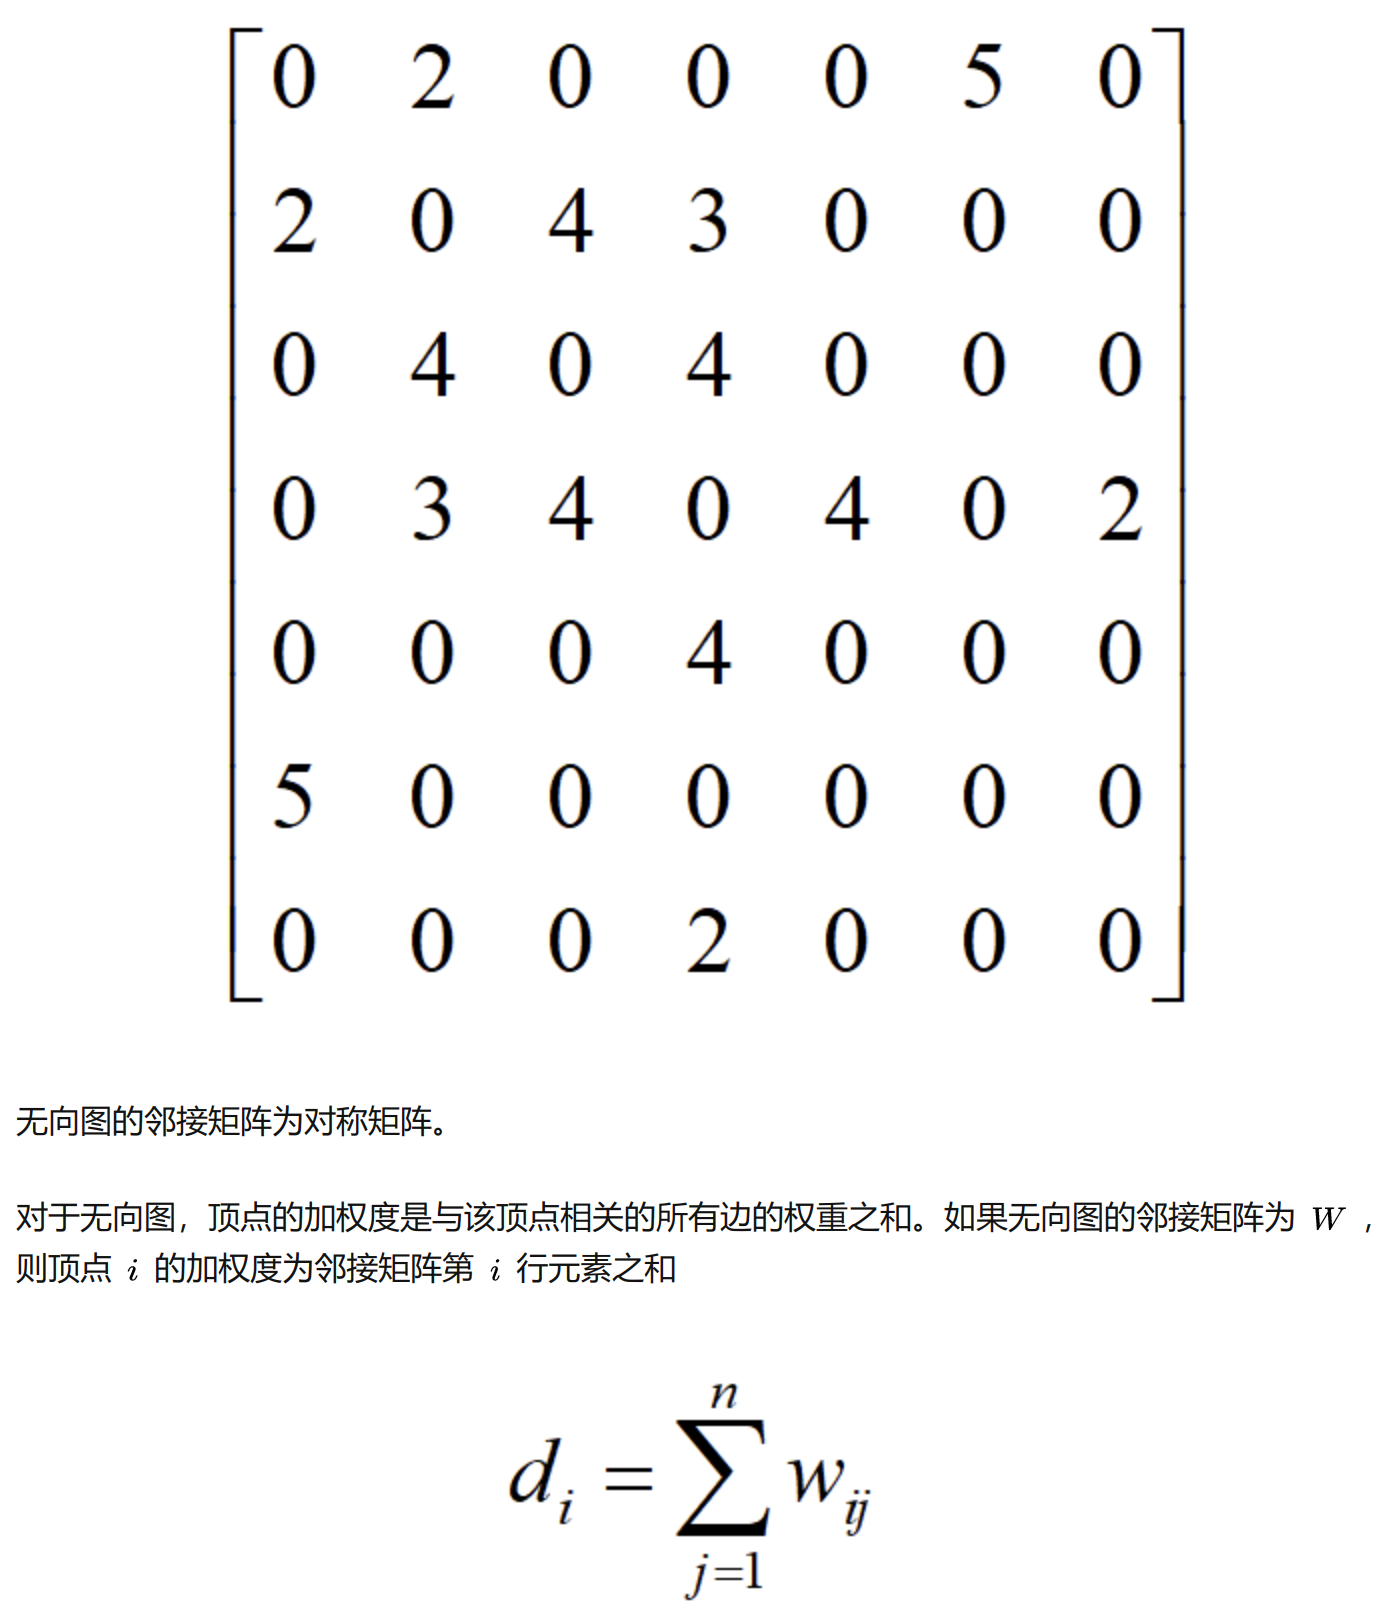 0 2 0 0 0 5 0
2 0 4 3 0 0 0
0 4 0 4 0 0 0
0 3 4 0 4 0 2
0 0 0 4 0 0 0
5 0 0 0 0 0 0
0 0 0 2 0 0 0
无向图的邻接矩阵为对称矩阵。
对于无向图，顶点的加权度是与该顶点相关的所有边的权重之和。如果无向图的邻接矩阵为 W ，
则顶点 i 的加权度为邻接矩阵第 i 行元素之和
d_i = \sum_{j=1}^{n} w_{ij}